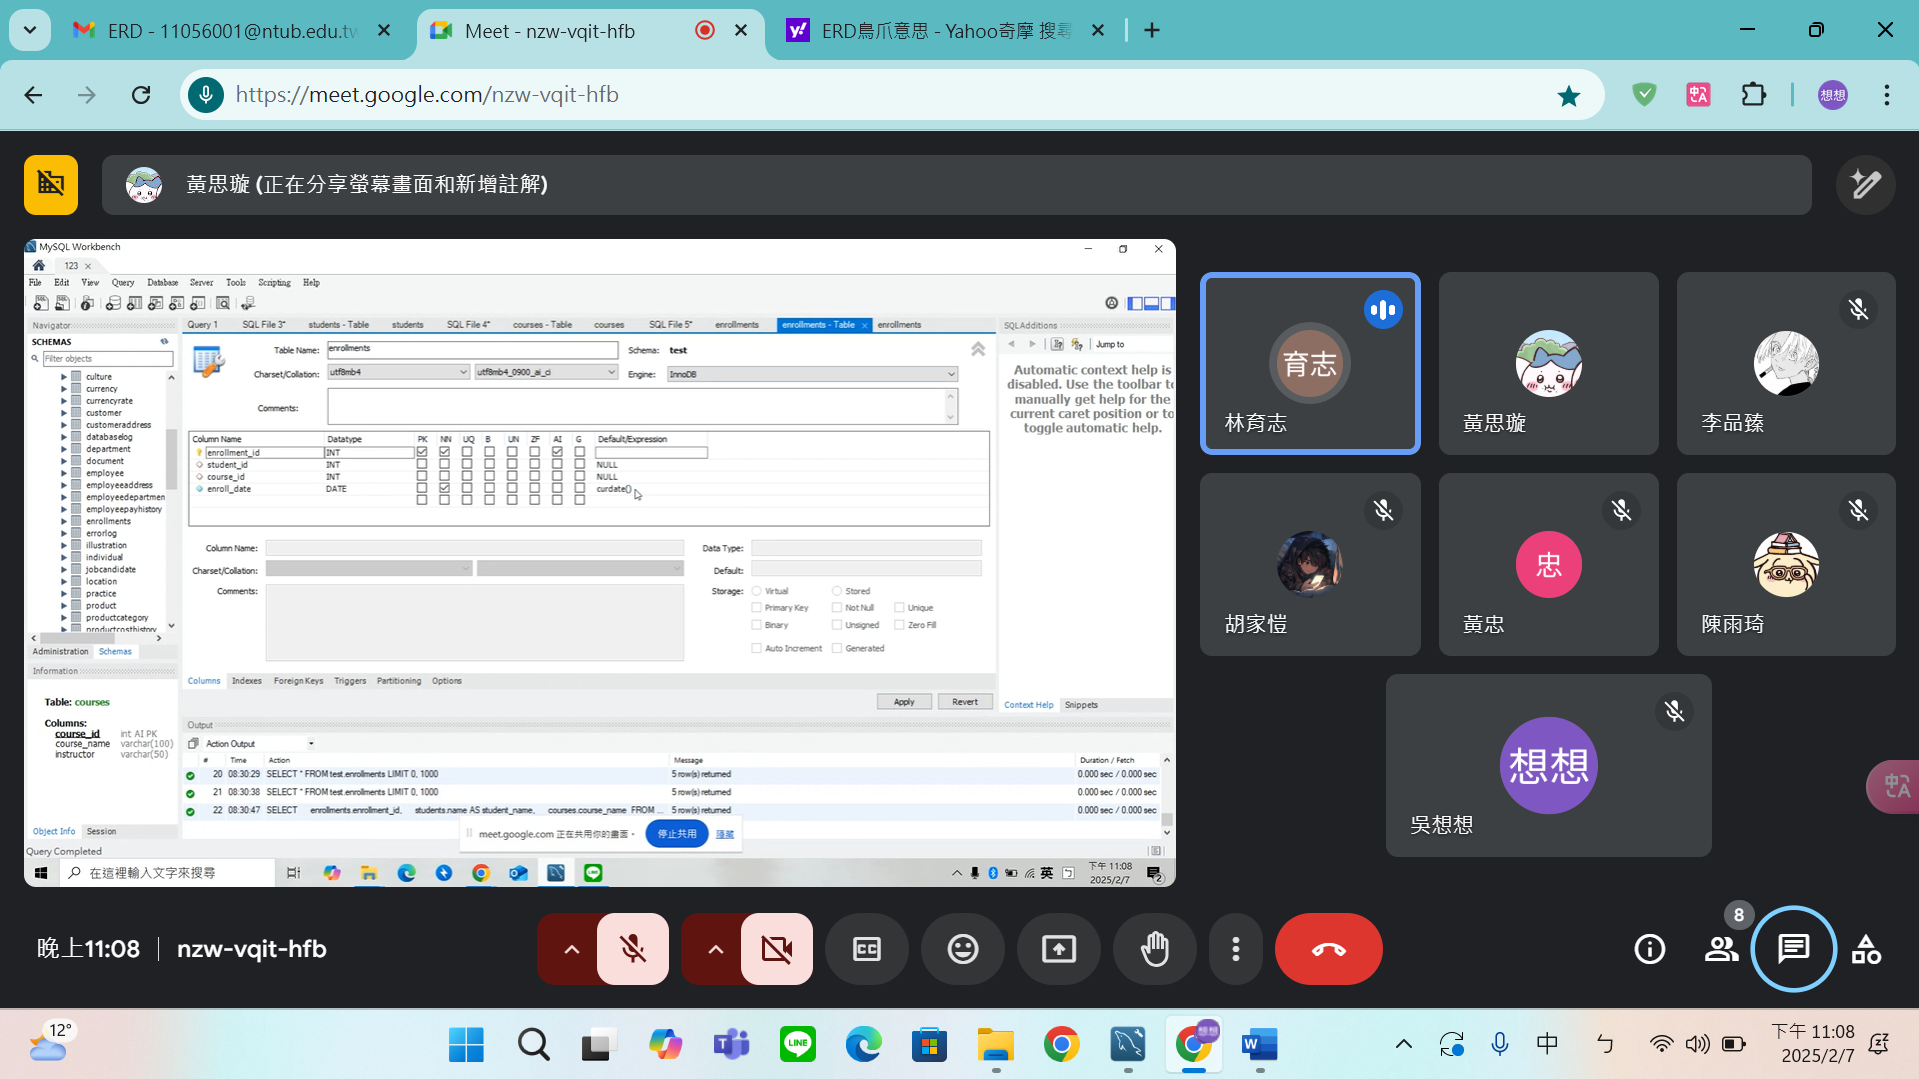 ERD - 11056001@ntub.edu.tw
Meet - nzw-vqit-hfb
ERD鳥爪意思 - Yahoo奇摩 搜尋
https://meet.google.com/nzw-vqit-hfb
想想
黃思璇 (正在分享螢幕畫面和新增註解)
MySQL Workbench
123
File Edit View Query Database Server Tools Scripting Help
Navigator
Query 1 SQL File 3* students - Table students SQL File 4* courses - Table courses SQL File 5* enrollments enrollments - Table enrollments
SQLAdditions
SCHEMAS
Filter objects
Jump to
culture
currency
currencyrate
customer
customeraddress
databaselog
department
document
employee
employeeaddress
employeedepartmen
employeepayhistory
enrollments
errorlog
illustration
individual
jobcandidate
location
practice
product
productcategory
productcosthistory
Administration Schemas
Information
Table: courses
Columns:
course_id int AI PK
course_name varchar(100)
instructor varchar(50)
Object Info Session
Query Completed
Table Name: enrollments Schema: test
Charset/Collation: utf8mb4 utf8mb4_0900_ai_ci Engine: InnoDB
Comments:
Column Name Datatype PK NN UQ B UN ZF AI G Default/Expression
enrollment_id INT
student_id INT NULL
course_id INT NULL
enroll_date DATE curdate()
Column Name: Data Type:
Charset/Collation: Default:
Comments: Storage: Virtual Stored
Primary Key Not Null Unique
Binary Unsigned Zero Fill
Auto Increment Generated
Columns Indexes Foreign Keys Triggers Partitioning Options
Apply Revert
Automatic context help is
disabled. Use the toolbar to
manually get help for the
current caret position or to
toggle automatic help.
Context Help Snippets
Output
Action Output
# Time Action Message Duration / Fetch
20 08:30:29 SELECT * FROM test.enrollments LIMIT 0, 1000 5 row(s) returned 0.000 sec / 0.000 sec
21 08:30:38 SELECT * FROM test.enrollments LIMIT 0, 1000 5 row(s) returned 0.000 sec / 0.000 sec
22 08:30:47 SELECT enrollments.enrollment_id, students.name AS student_name, courses.course_name FROM ... 5 row(s) returned 0.000 sec / 0.000 sec
meet.google.com 正在共用你的畫面。 停止共用 隱藏
在這裡輸入文字來搜尋
英
下午 11:08
2025/2/7
2
育志
林育志
黃思璇
李品臻
胡家愷
忠
黃忠
陳雨琦
想想
吳想想
晚上11:08 nzw-vqit-hfb
CC
8
12°
LINE
中
ㄅ
下午 11:08
2025/2/7